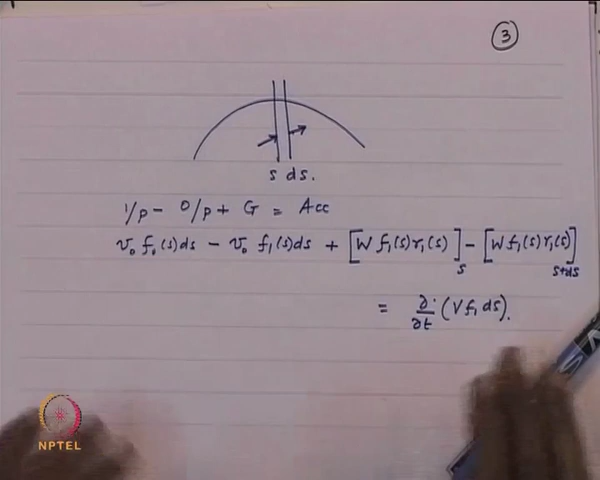 3
s ds.
I/p - O/p + G = Acc
v₀ f₀(s)ds - v₀ f₁(s)ds + [W f₁(s) r₁(s)]ₛ - [W f₁(s) r₁(s)]ₛ₊dₛ
= ∂/∂t (V f₁ ds).
NPTEL